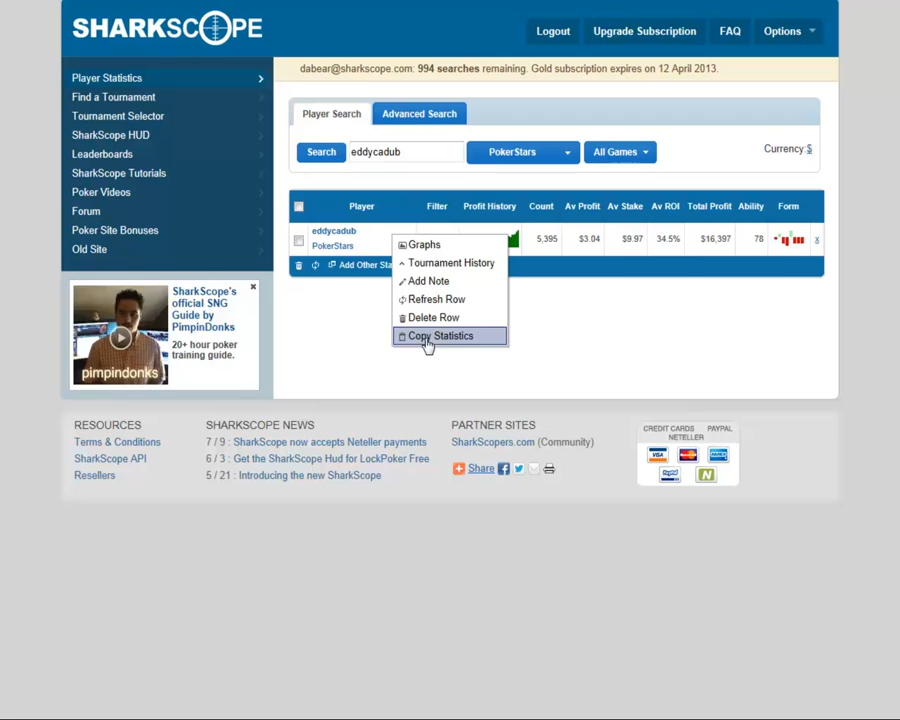 SHARKSCOPE
Logout
Upgrade Subscription
FAQ
Options
dabear@sharkscope.com: 994 searches remaining. Gold subscription expires on 12 April 2013.
Player Statistics
Find a Tournament
Tournament Selector
SharkScope HUD
Leaderboards
SharkScope Tutorials
Poker Videos
Forum
Poker Site Bonuses
Old Site
SharkScope's
official SNG
Guide by
PimpinDonks
20+ hour poker
training guide.
pimpindonks
Player Search
Advanced Search
Search
eddycadub
PokerStars
All Games
Currency:$
Player
Filter
Profit History
Count
Av Profit
Av Stake
Av ROI
Total Profit
Ability
Form
eddycadub
PokerStars
5,395
$3.04
$9.97
34.5%
$16,397
78
x
Add Other Sta
Graphs
Tournament History
Add Note
Refresh Row
Delete Row
Copy Statistics
RESOURCES
Terms & Conditions
SharkScope API
Resellers
SHARKSCOPE NEWS
7 / 9 : SharkScope now accepts Neteller payments
6 / 3 : Get the SharkScope Hud for LockPoker Free
5 / 21 : Introducing the new SharkScope
PARTNER SITES
SharkScopers.com (Community)
Share
CREDIT CARDS PAYPAL
NETELLER
VISA
PayPal
N